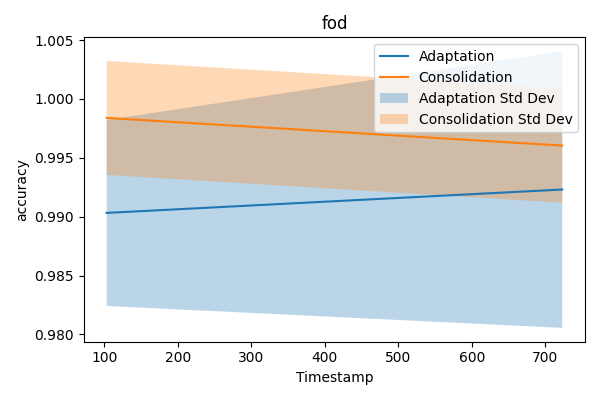 fod
1.005
1.000
0.995
0.990
0.985
0.980
accuracy
Adaptation
Consolidation
Adaptation Std Dev
Consolidation Std Dev
100 200 300 400 500 600 700
Timestamp